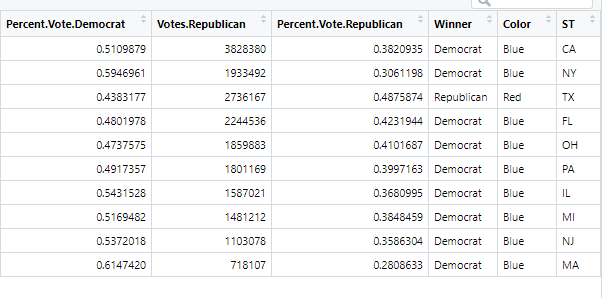 Percent.Vote.Democrat Votes.Republican Percent.Vote.Republican Winner Color ST
0.5109879 3828380 0.3820935 Democrat Blue CA
0.5946961 1933492 0.3061198 Democrat Blue NY
0.4383177 2736167 0.4875874 Republican Red TX
0.4801978 2244536 0.4231944 Democrat Blue FL
0.4737575 1859883 0.4101687 Democrat Blue OH
0.4917357 1801169 0.3997163 Democrat Blue PA
0.5431528 1587021 0.3680995 Democrat Blue IL
0.5169482 1481212 0.3848459 Democrat Blue MI
0.5372018 1103078 0.3586304 Democrat Blue NJ
0.6147420 718107 0.2808633 Democrat Blue MA